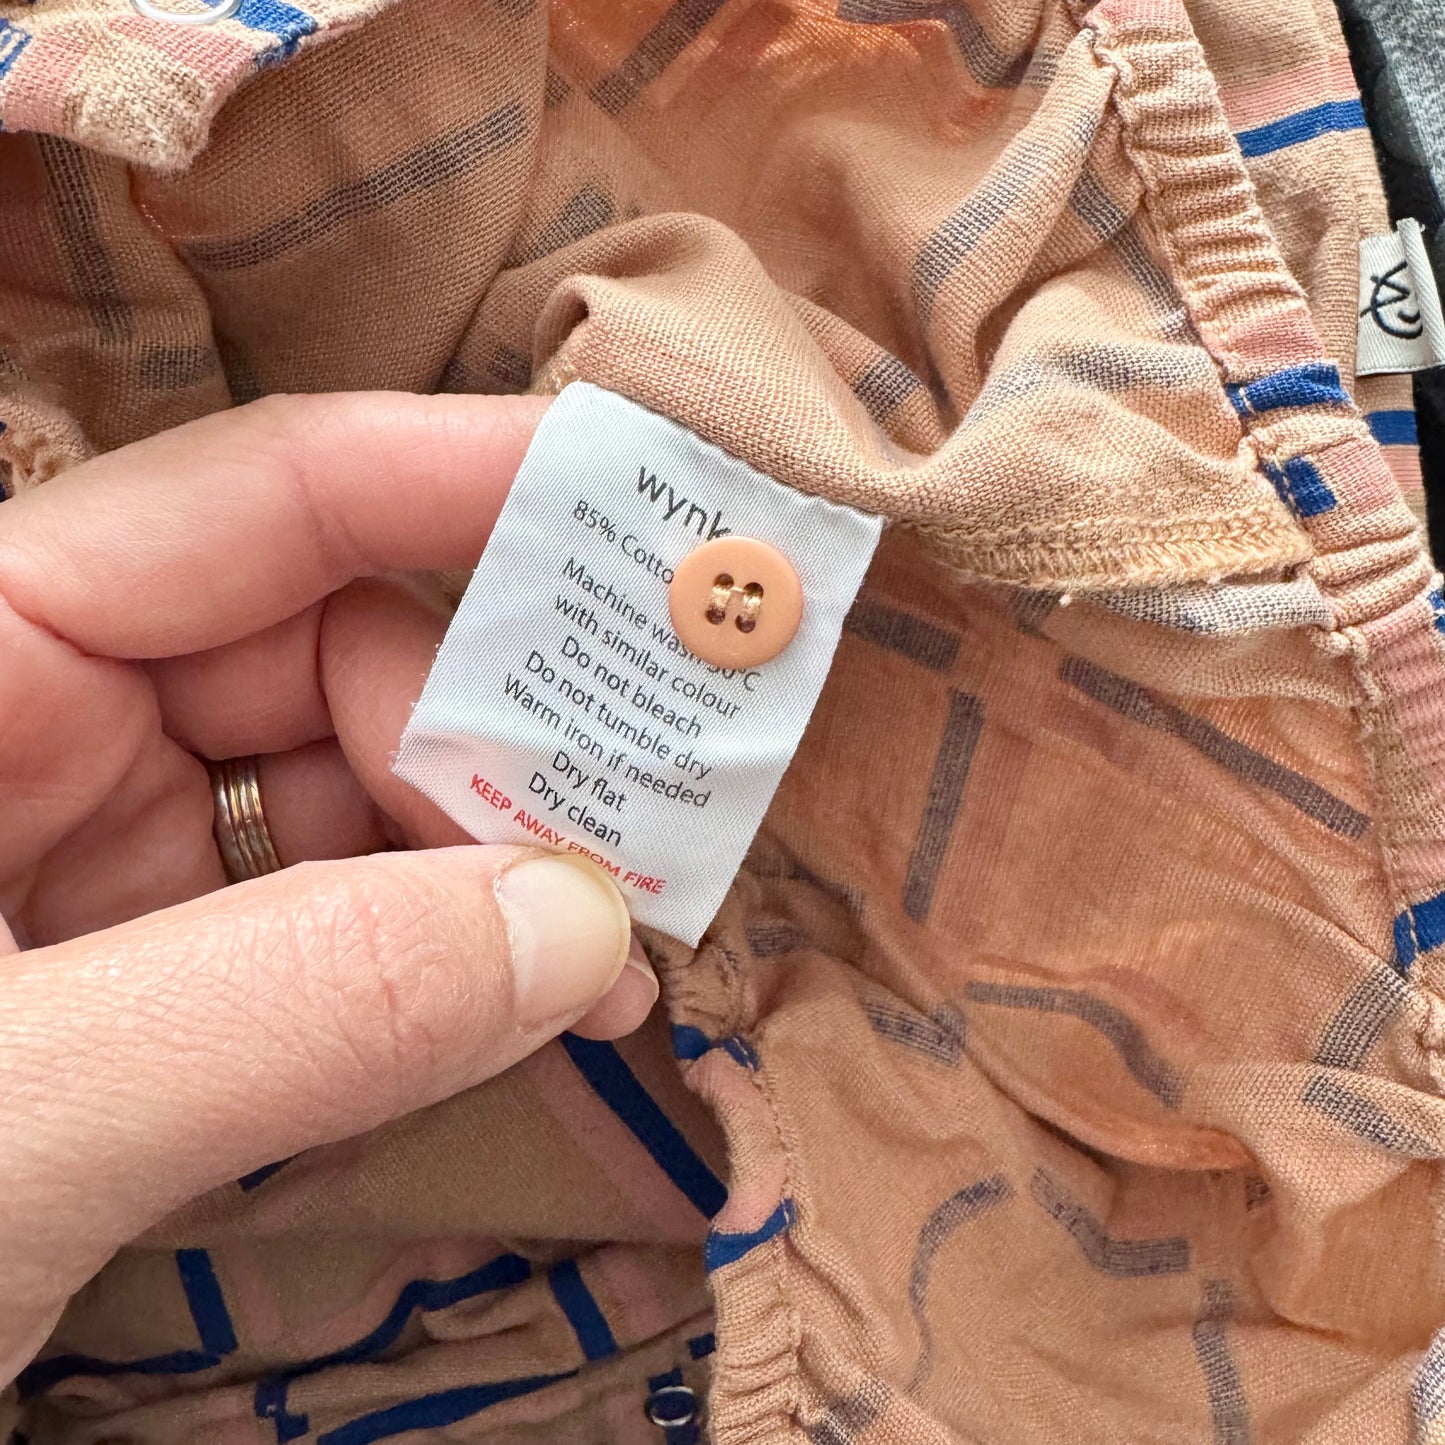 wynk
85% Cotto
Machine wash 30°C
with similar colour
Do not bleach
Do not tumble dry
Warm iron if needed
Dry flat
Dry clean
KEEP AWAY FROM FIRE